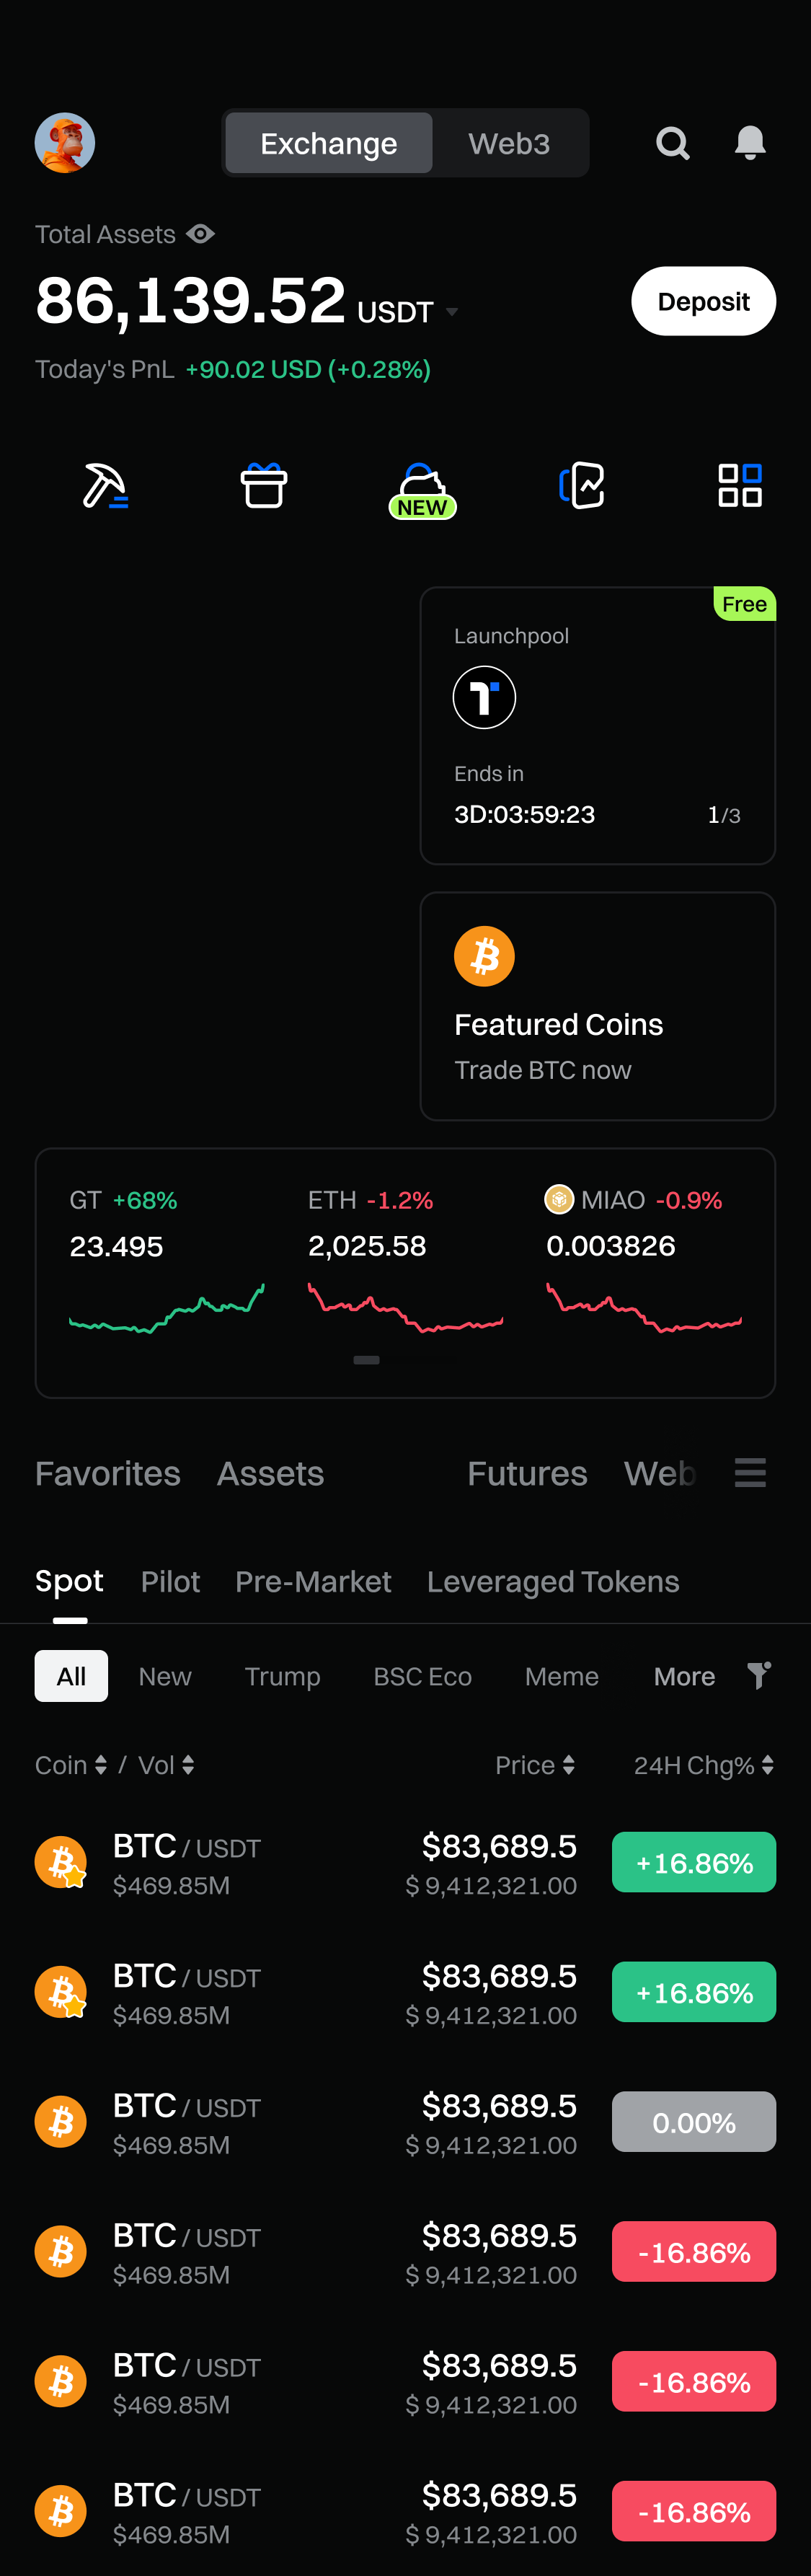 Exchange Web3
Total Assets
86,139.52 USDT
Deposit
Today's PnL +90.02 USD (+0.28%)
NEW
Free
Launchpool
Ends in
3D:03:59:23 1/3
Featured Coins
Trade BTC now
GT +68% ETH -1.2% MIAO -0.9%
23.495 2,025.58 0.003826
Favorites Assets Futures Web
Spot Pilot Pre-Market Leveraged Tokens
All New Trump BSC Eco Meme More
Coin / Vol Price 24H Chg%
BTC / USDT $83,689.5 +16.86%
$469.85M $ 9,412,321.00
BTC / USDT $83,689.5 +16.86%
$469.85M $ 9,412,321.00
BTC / USDT $83,689.5 0.00%
$469.85M $ 9,412,321.00
BTC / USDT $83,689.5 -16.86%
$469.85M $ 9,412,321.00
BTC / USDT $83,689.5 -16.86%
$469.85M $ 9,412,321.00
BTC / USDT $83,689.5 -16.86%
$469.85M $ 9,412,321.00